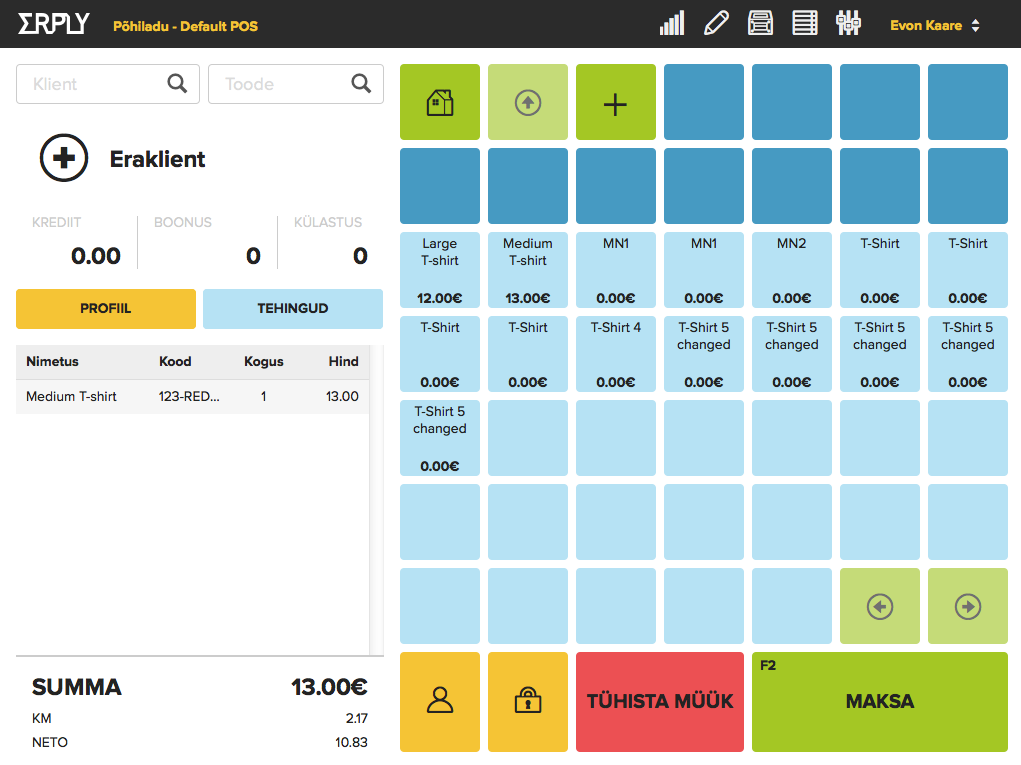 ERPLY
Põhiladu - Default POS
Evon Kaare
Klient
Toode
Eraklient
KREDIIT
BOONUS
KÜLASTUS
0.00
0
0
PROFIIL
TEHINGUD
Nimetus Kood Kogus Hind
Medium T-shirt 123-RED... 1 13.00
SUMMA 13.00€
KM 2.17
NETO 10.83
Large
T-shirt
12.00€
Medium
T-shirt
13.00€
MN1
0.00€
MN1
0.00€
MN2
0.00€
T-Shirt
0.00€
T-Shirt
0.00€
T-Shirt
0.00€
T-Shirt
0.00€
T-Shirt 4
0.00€
T-Shirt 5
changed
0.00€
T-Shirt 5
changed
0.00€
T-Shirt 5
changed
0.00€
T-Shirt 5
changed
0.00€
T-Shirt 5
changed
0.00€
TÜHISTA MÜÜK
F2
MAKSA